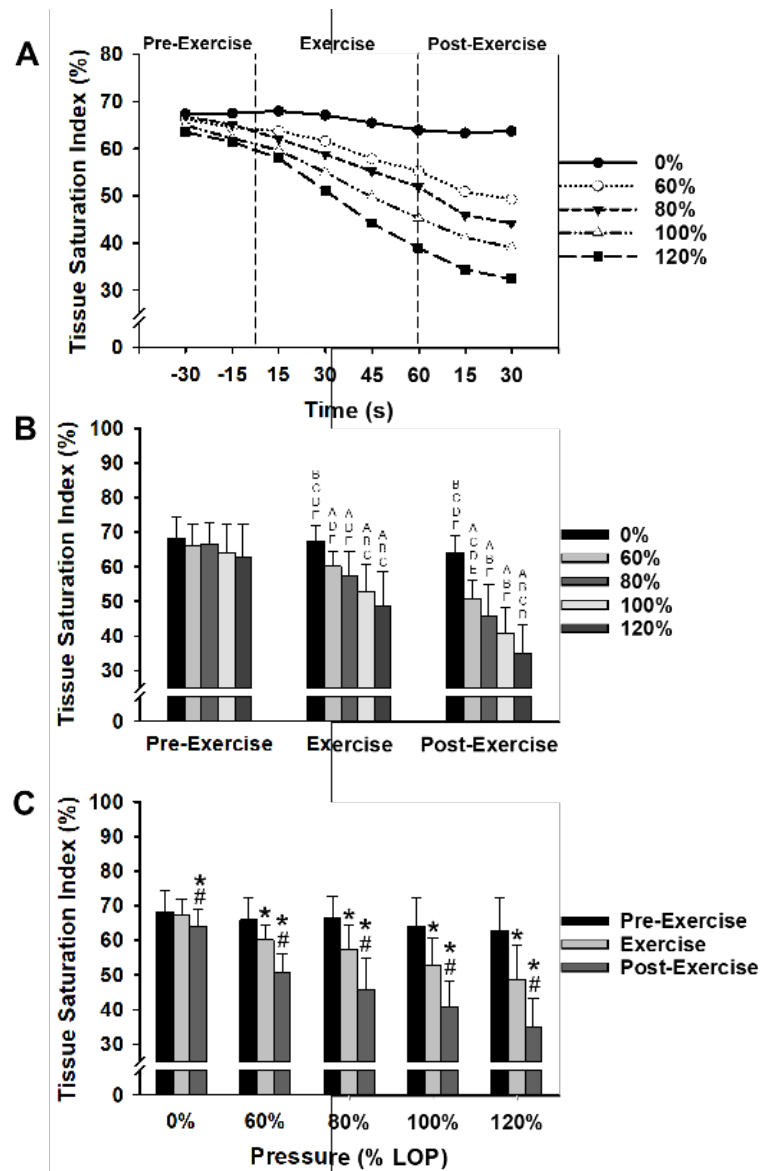 A
Pre-Exercise Exercise Post-Exercise
Tissue Saturation Index (%)
80
70
60
50
40
30
0
-30 -15 15 30 45 60 15 30
Time (s)
0%
60%
80%
100%
120%
B
Tissue Saturation Index (%)
100
90
80
70
60
50
40
30
0
Pre-Exercise Exercise Post-Exercise
0%
60%
80%
100%
120%
C
Tissue Saturation Index (%)
100
90
80
70
60
50
40
30
0
* # * * # * * # * * # * * #
0% 60% 80% 100% 120%
Pressure (% LOP)
Pre-Exercise
Exercise
Post-Exercise